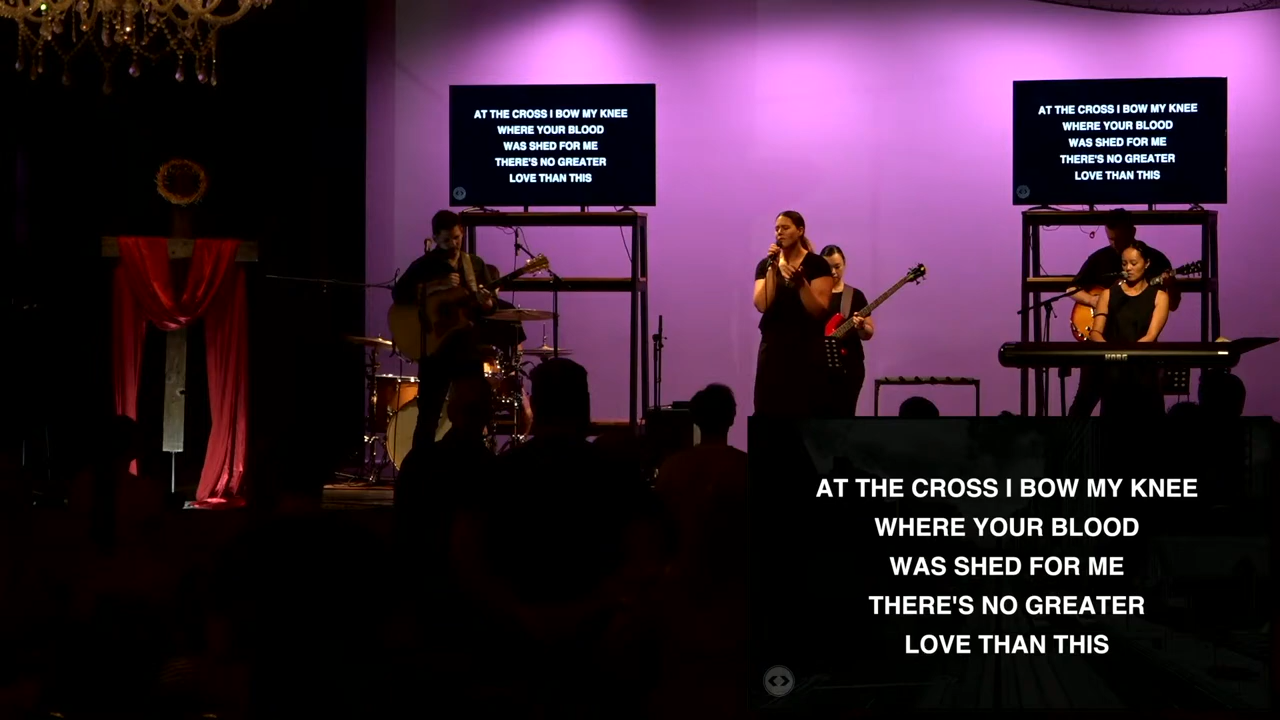 AT THE CROSS I BOW MY KNEE
WHERE YOUR BLOOD
WAS SHED FOR ME
THERE'S NO GREATER
LOVE THAN THIS
AT THE CROSS I BOW MY KNEE
WHERE YOUR BLOOD
WAS SHED FOR ME
THERE'S NO GREATER
LOVE THAN THIS
KORG
AT THE CROSS I BOW MY KNEE
WHERE YOUR BLOOD
WAS SHED FOR ME
THERE'S NO GREATER
LOVE THAN THIS